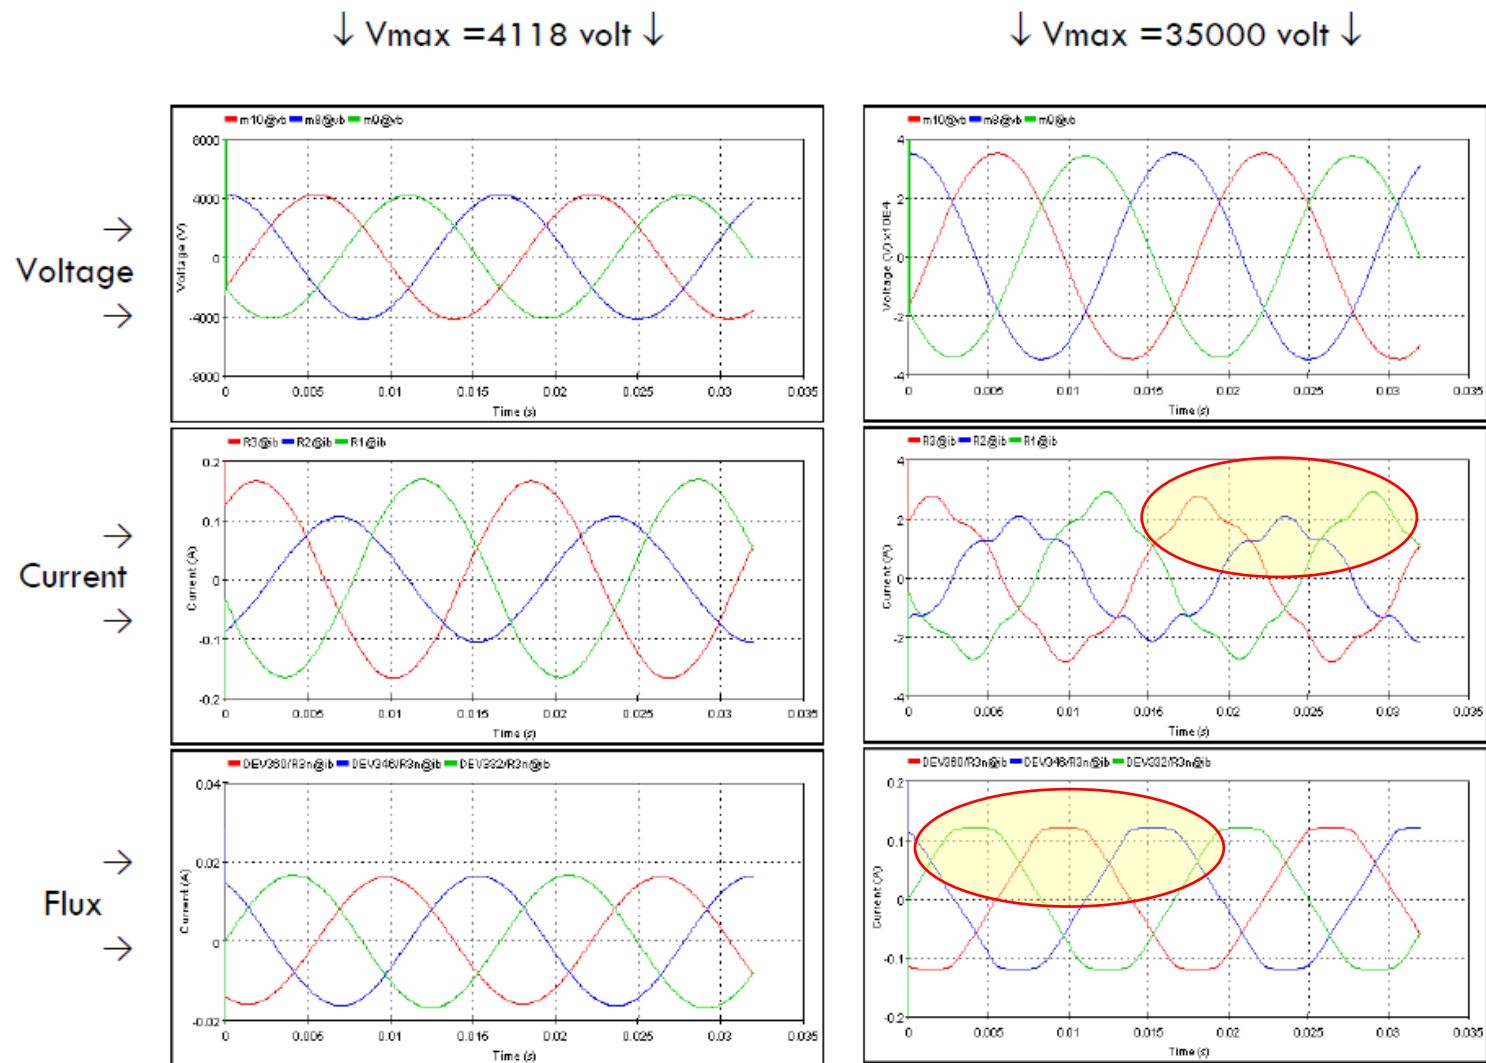 ↓ Vmax =4118 volt ↓
↓ Vmax =35000 volt ↓
→
Voltage
→
m10@vb m8@vb m9@vb
8000
4000
0
-4000
-8000
Voltage (V)
0 0.005 0.01 0.015 0.02 0.025 0.03 0.035
Time (s)
m10@vb m8@vb m9@vb
4
2
0
-2
-4
Voltage (V) x10E4
0 0.005 0.01 0.015 0.02 0.025 0.03 0.035
Time (s)
→
Current
→
R3@ib R2@ib R1@ib
0.2
0.1
0
-0.1
-0.2
Current (A)
0 0.005 0.01 0.015 0.02 0.025 0.03 0.035
Time (s)
R3@ib R2@ib R1@ib
4
2
0
-2
-4
Current (A)
0 0.005 0.01 0.015 0.02 0.025 0.03 0.035
Time (s)
→
Flux
→
DEV360/R3n@ib DEV346/R3n@ib DEV332/R3n@ib
0.04
0.02
0
-0.02
Current (A)
0 0.005 0.01 0.015 0.02 0.025 0.03 0.035
Time (s)
DEV360/R3n@ib DEV346/R3n@ib DEV332/R3n@ib
0.2
0.1
0
-0.1
-0.2
Current (A)
0 0.005 0.01 0.015 0.02 0.025 0.03 0.035
Time (s)